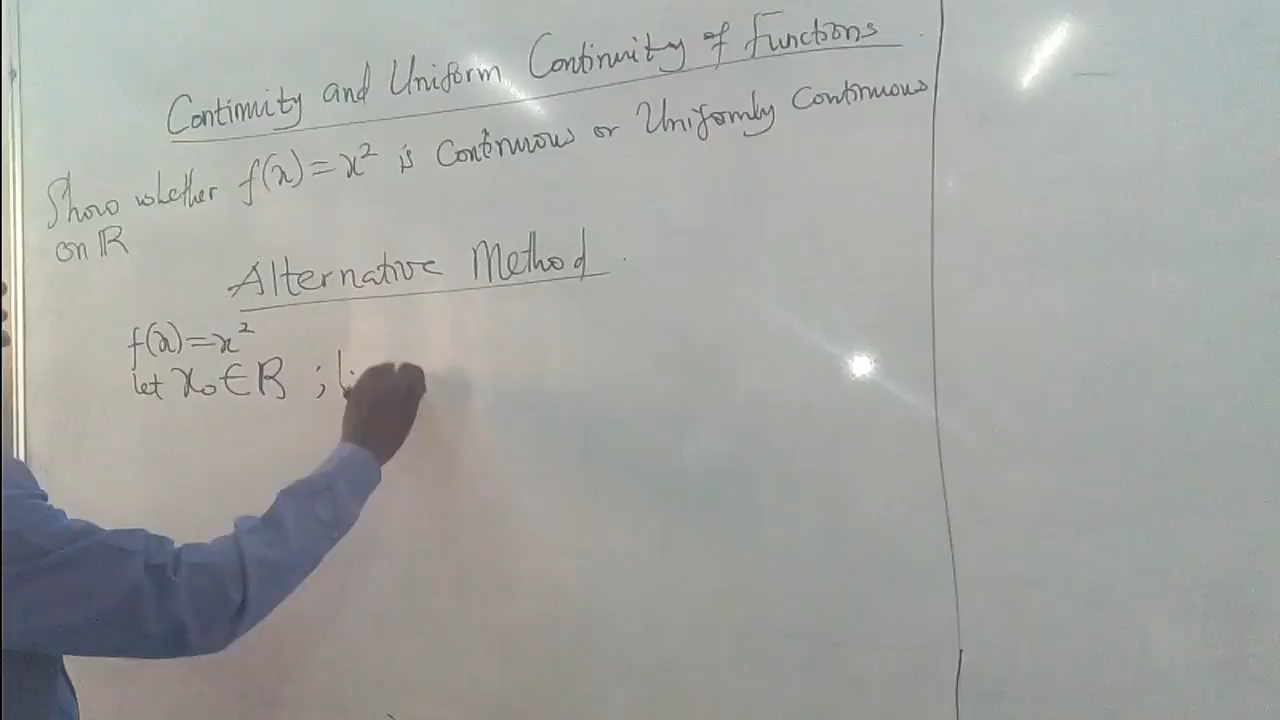 Continuity and Uniform Continuity of Functions
Show whether f(x)=x² is Continuous or Uniformly Continuous
on ℝ
Alternative Method
f(x)=x²
let x₀∈ℝ ;